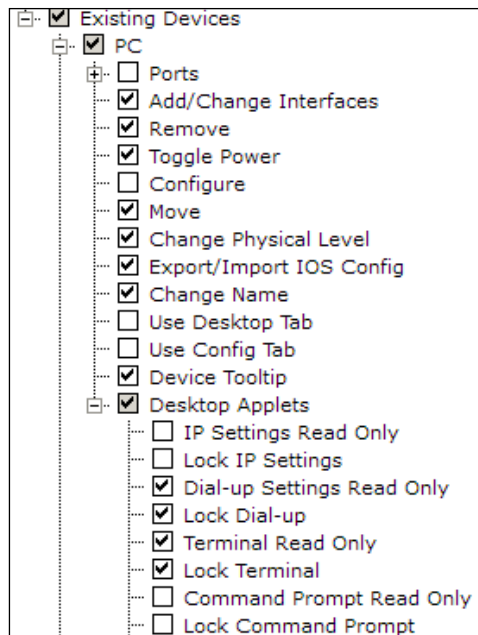 Existing Devices
PC
Ports
Add/Change Interfaces
Remove
Toggle Power
Configure
Move
Change Physical Level
Export/Import IOS Config
Change Name
Use Desktop Tab
Use Config Tab
Device Tooltip
Desktop Applets
IP Settings Read Only
Lock IP Settings
Dial-up Settings Read Only
Lock Dial-up
Terminal Read Only
Lock Terminal
Command Prompt Read Only
Lock Command Prompt